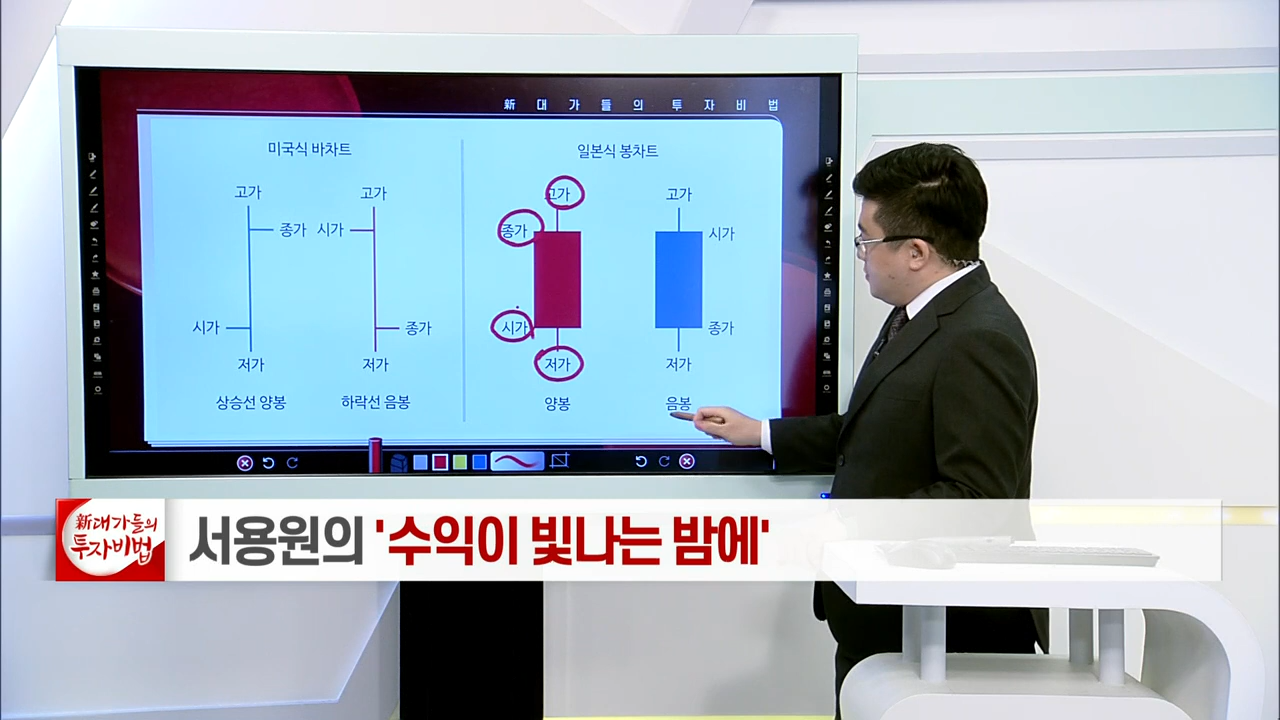 新 대 가 들 의 투 자 비 법
미국식 바차트
일본식 봉차트
고가
고가
고가
고가
종가
시가
종가
시가
시가
종가
시가
종가
저가
저가
저가
저가
상승선 양봉
하락선 음봉
양봉
음봉
新대가들의
투자비법
서용원의 '수익이 빛나는 밤에'